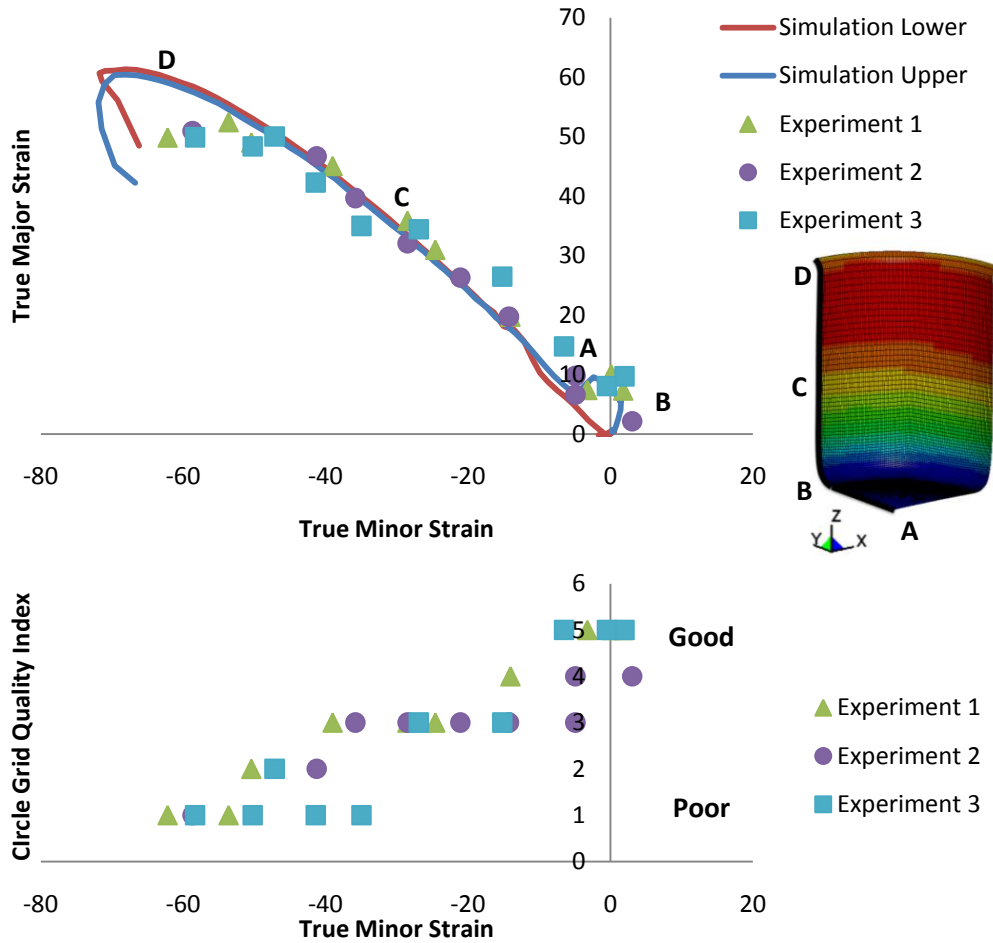 70
60
50
40
30
20
10
0
-80
-60
-40
-20
0
20
True Major Strain
True Minor Strain
D
C
A
B
Simulation Lower
Simulation Upper
Experiment 1
Experiment 2
Experiment 3
D
C
B
A
Z
Y
X
6
5
4
3
2
1
0
-80
-60
-40
-20
0
20
CIrcle Grid Quality Index
True Minor Strain
Good
Poor
Experiment 1
Experiment 2
Experiment 3